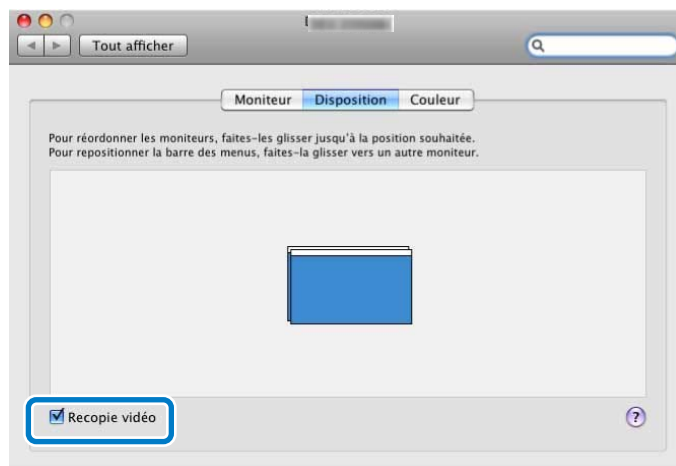 Tout afficher
Moniteur Disposition Couleur
Pour réordonner les moniteurs, faites-les glisser jusqu'à la position souhaitée.
Pour repositionner la barre des menus, faites-la glisser vers un autre moniteur.
Recopie vidéo
?